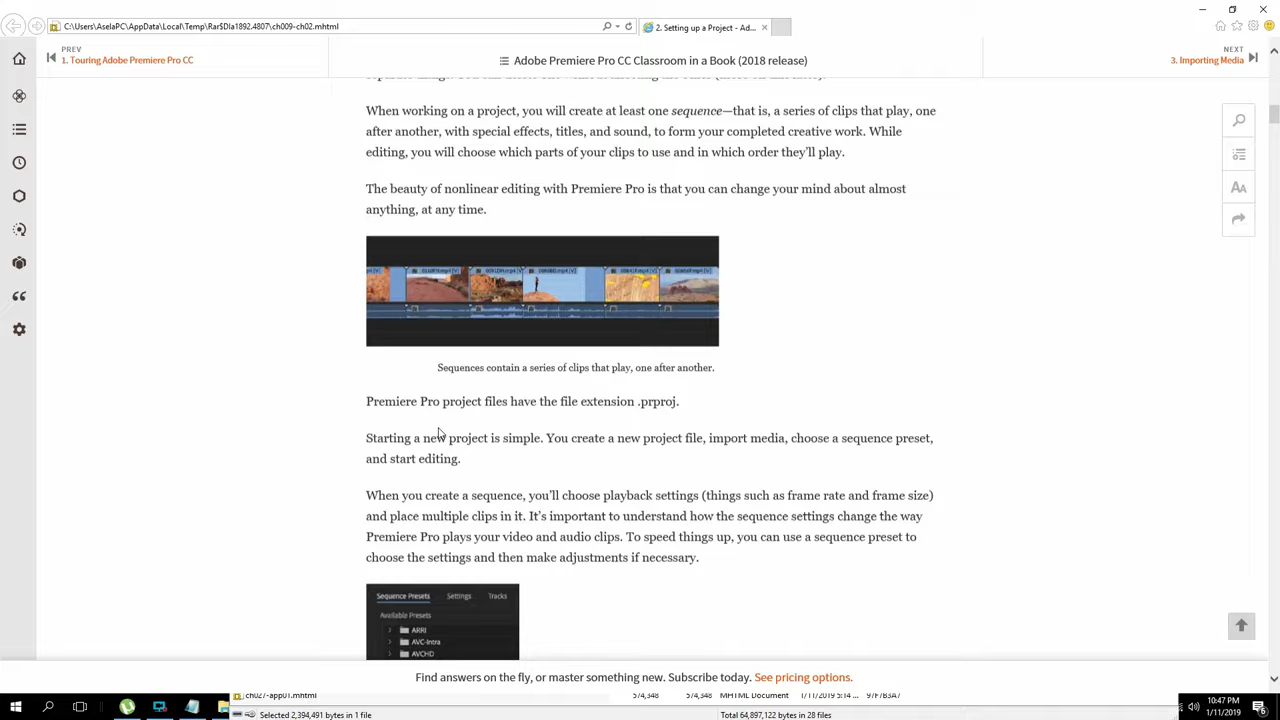 C:\Users\AselaPC\AppData\Local\Temp\Rar$DIa1892.4807\ch009-ch02.mhtml
2. Setting up a Project - Ad...
PREV
1. Touring Adobe Premiere Pro CC
Adobe Premiere Pro CC Classroom in a Book (2018 release)
NEXT
3. Importing Media
When working on a project, you will create at least one sequence—that is, a series of clips that play, one
after another, with special effects, titles, and sound, to form your completed creative work. While
editing, you will choose which parts of your clips to use and in which order they'll play.
The beauty of nonlinear editing with Premiere Pro is that you can change your mind about almost
anything, at any time.
Sequences contain a series of clips that play, one after another.
Premiere Pro project files have the file extension .prproj.
Starting a new project is simple. You create a new project file, import media, choose a sequence preset,
and start editing.
When you create a sequence, you'll choose playback settings (things such as frame rate and frame size)
and place multiple clips in it. It's important to understand how the sequence settings change the way
Premiere Pro plays your video and audio clips. To speed things up, you can use a sequence preset to
choose the settings and then make adjustments if necessary.
Sequence Presets Settings Tracks
Available Presets
ARRI
AVC-Intra
AVCHD
Find answers on the fly, or master something new. Subscribe today. See pricing options.
ch027-app01.mhtml 574,348 574,348 MHTML Document 1/11/2019 5:14 ... 97F7B3A7
Selected 2,394,491 bytes in 1 file Total 64,897,122 bytes in 28 files
10:47 PM
1/11/2019